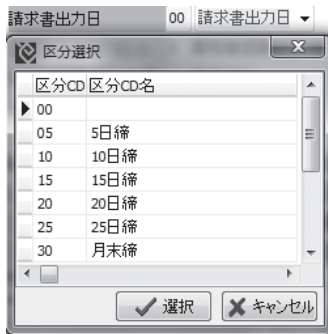 請求書出力日 00 請求書出力日
区分選択
区分CD 区分CD名
00
05 5日締
10 10日締
15 15日締
20 20日締
25 25日締
30 月末締
選択 キャンセル